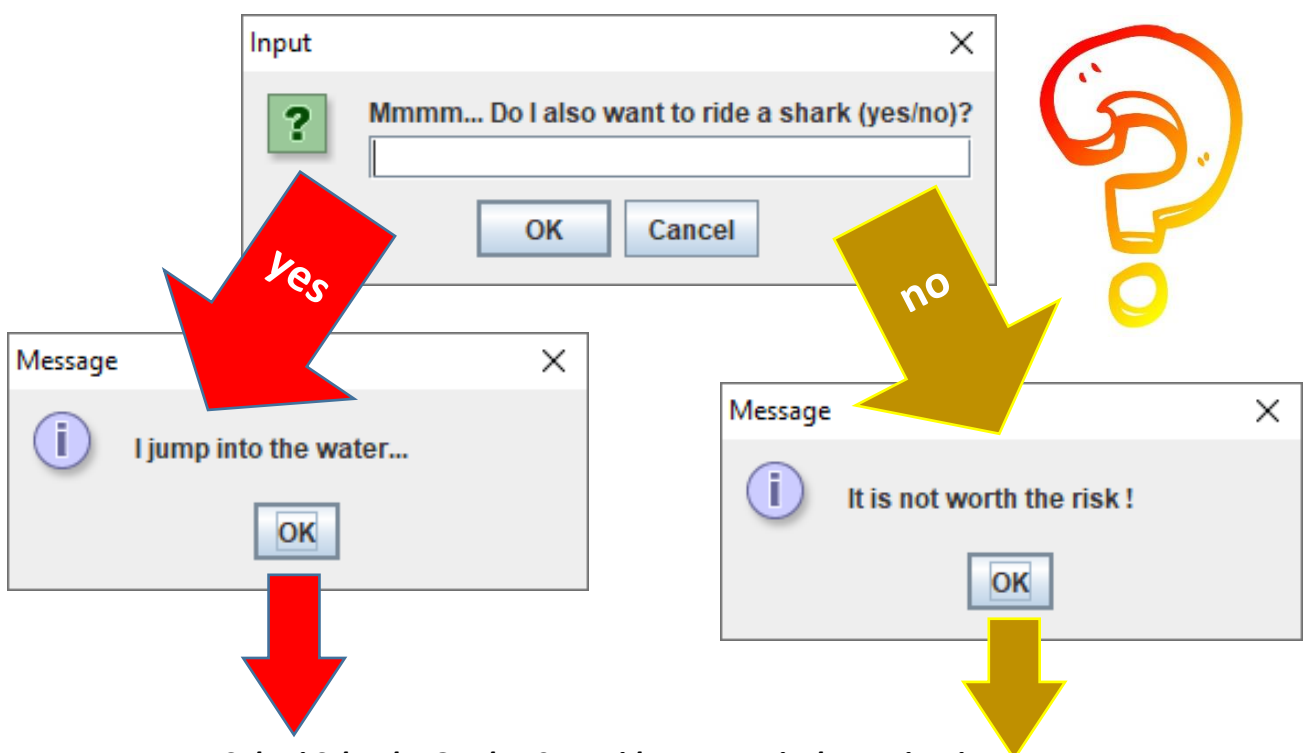 Input
Mmmm... Do I also want to ride a shark (yes/no)?
OK Cancel
yes
no
Message
I jump into the water...
OK
Message
It is not worth the risk !
OK